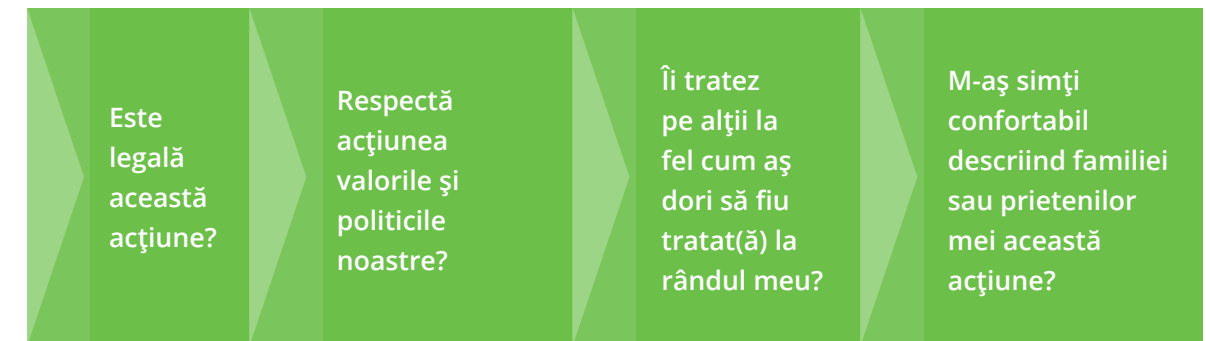 Este
legală
această
acţiune?
Respectă
acţiunea
valorile şi
politicile
noastre?
Îi tratez
pe alţii la
fel cum aş
dori să fiu
tratat(ă) la
rândul meu?
M-aş simţi
confortabil
descriind familiei
sau prietenilor
mei această
acţiune?